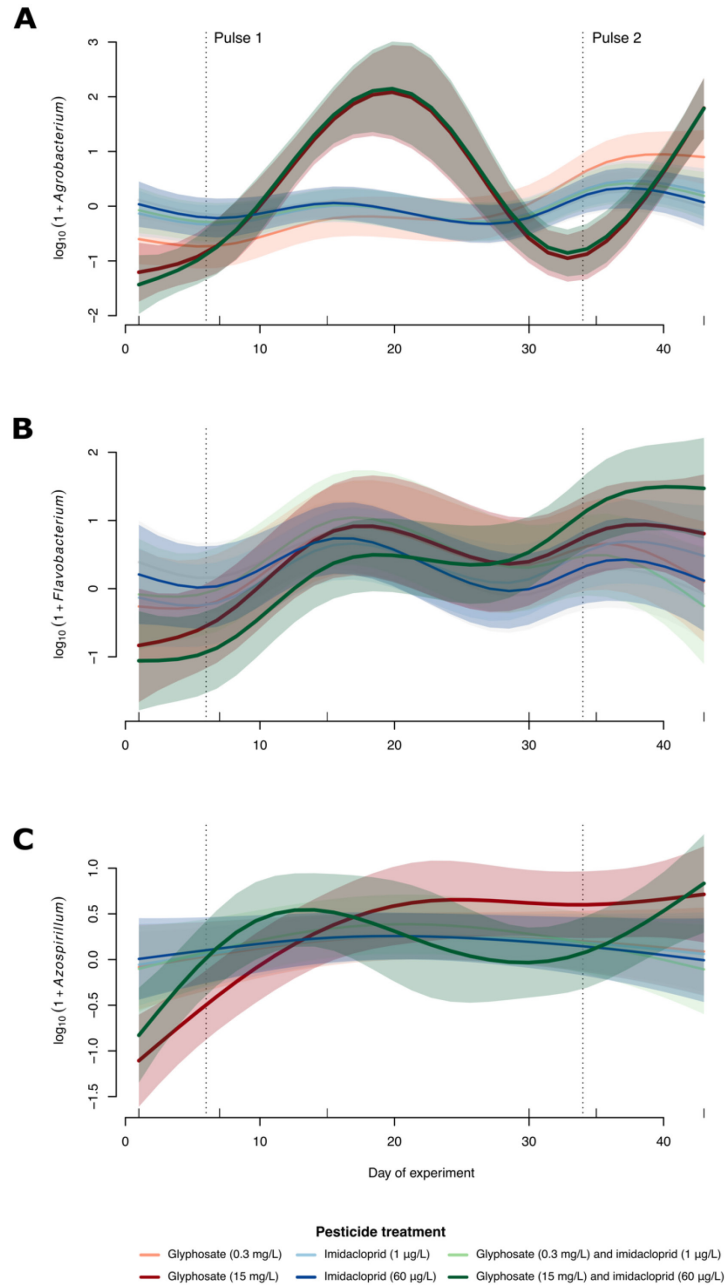 A
Pulse 1
Pulse 2
log10 (1 + Agrobacterium)
3
2
1
0
−1
−2
0 10 20 30 40
B
log10 (1 + Flavobacterium)
2
1
0
−1
0 10 20 30 40
C
log10 (1 + Azospirillum)
1.0
0.5
0.0
−0.5
−1.0
−1.5
0 10 20 30 40
Day of experiment
Pesticide treatment
Glyphosate (0.3 mg/L) Imidacloprid (1 µg/L) Glyphosate (0.3 mg/L) and imidacloprid (1 µg/L)
Glyphosate (15 mg/L) Imidacloprid (60 µg/L) Glyphosate (15 mg/L) and imidacloprid (60 µg/L)